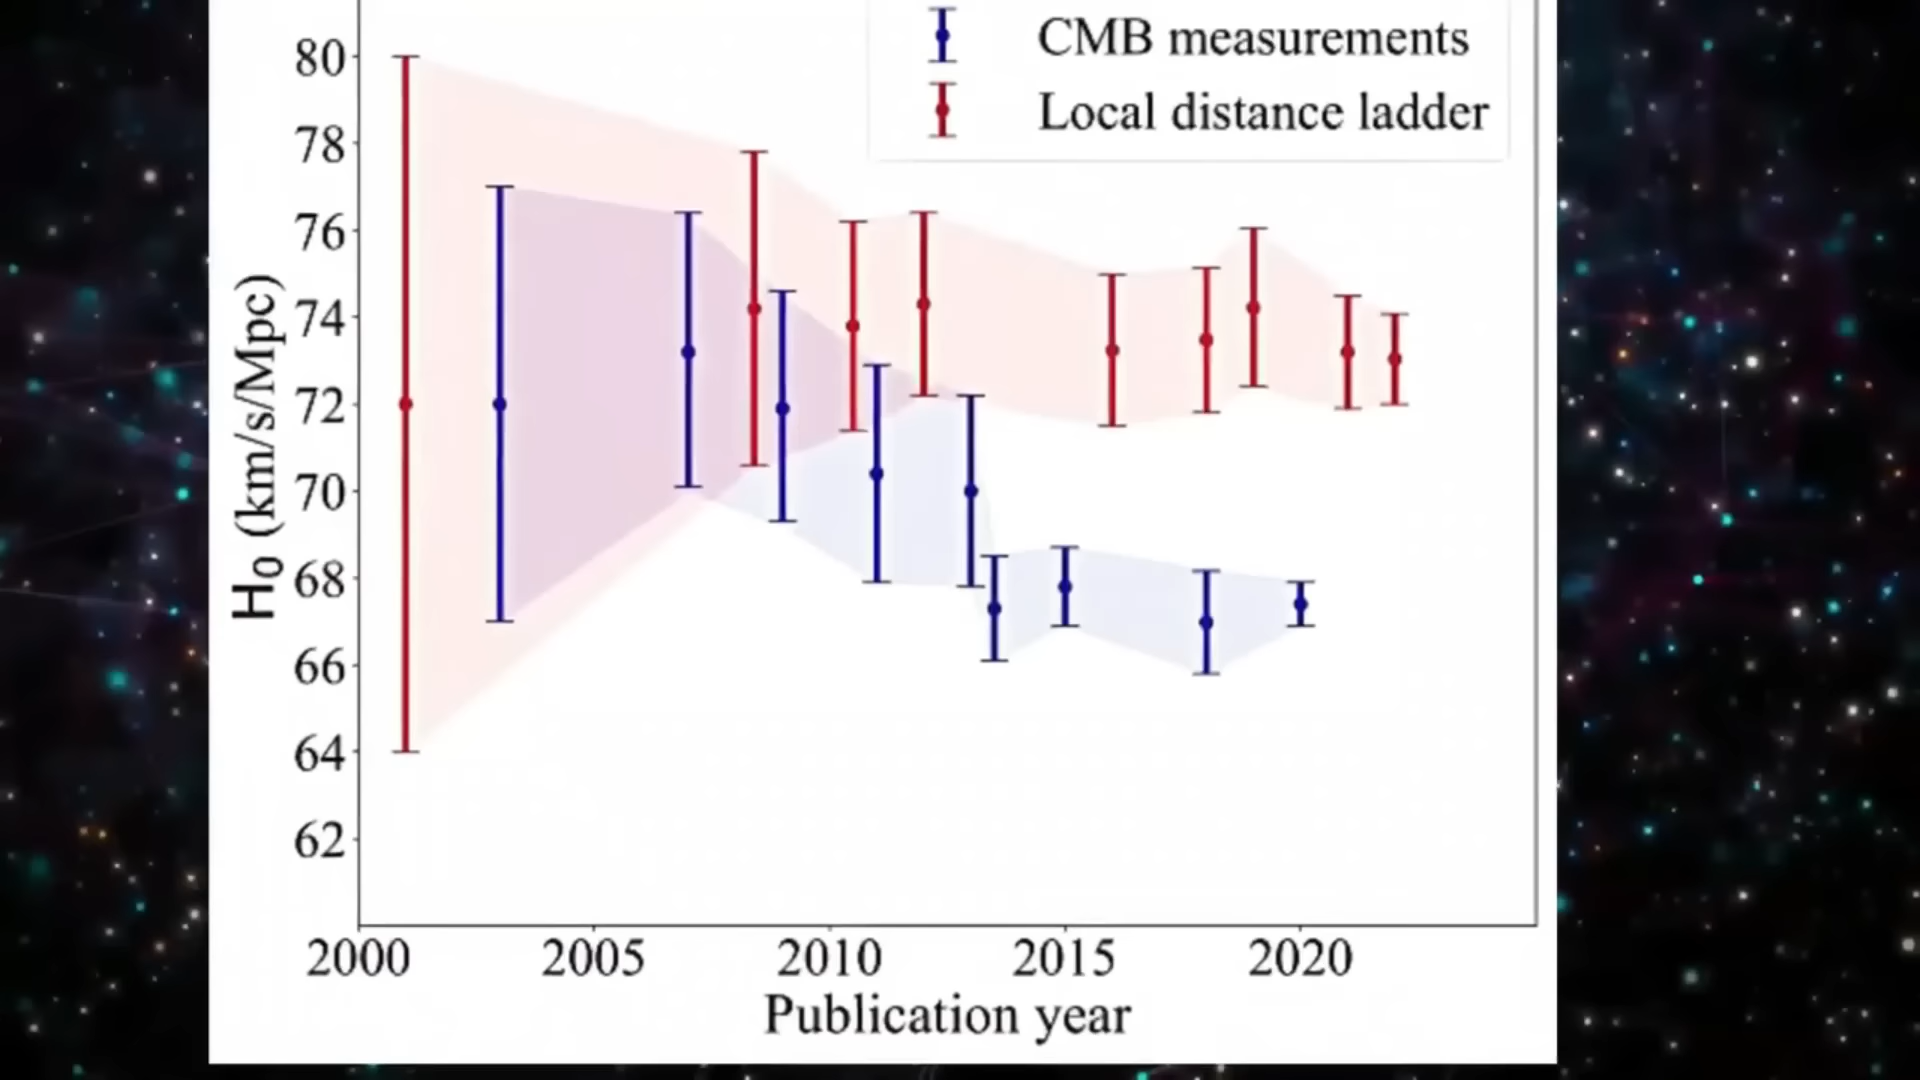 CMB measurements
Local distance ladder
80
78
76
74
72
70
68
66
64
62
H₀ (km/s/Mpc)
2000 2005 2010 2015 2020
Publication year